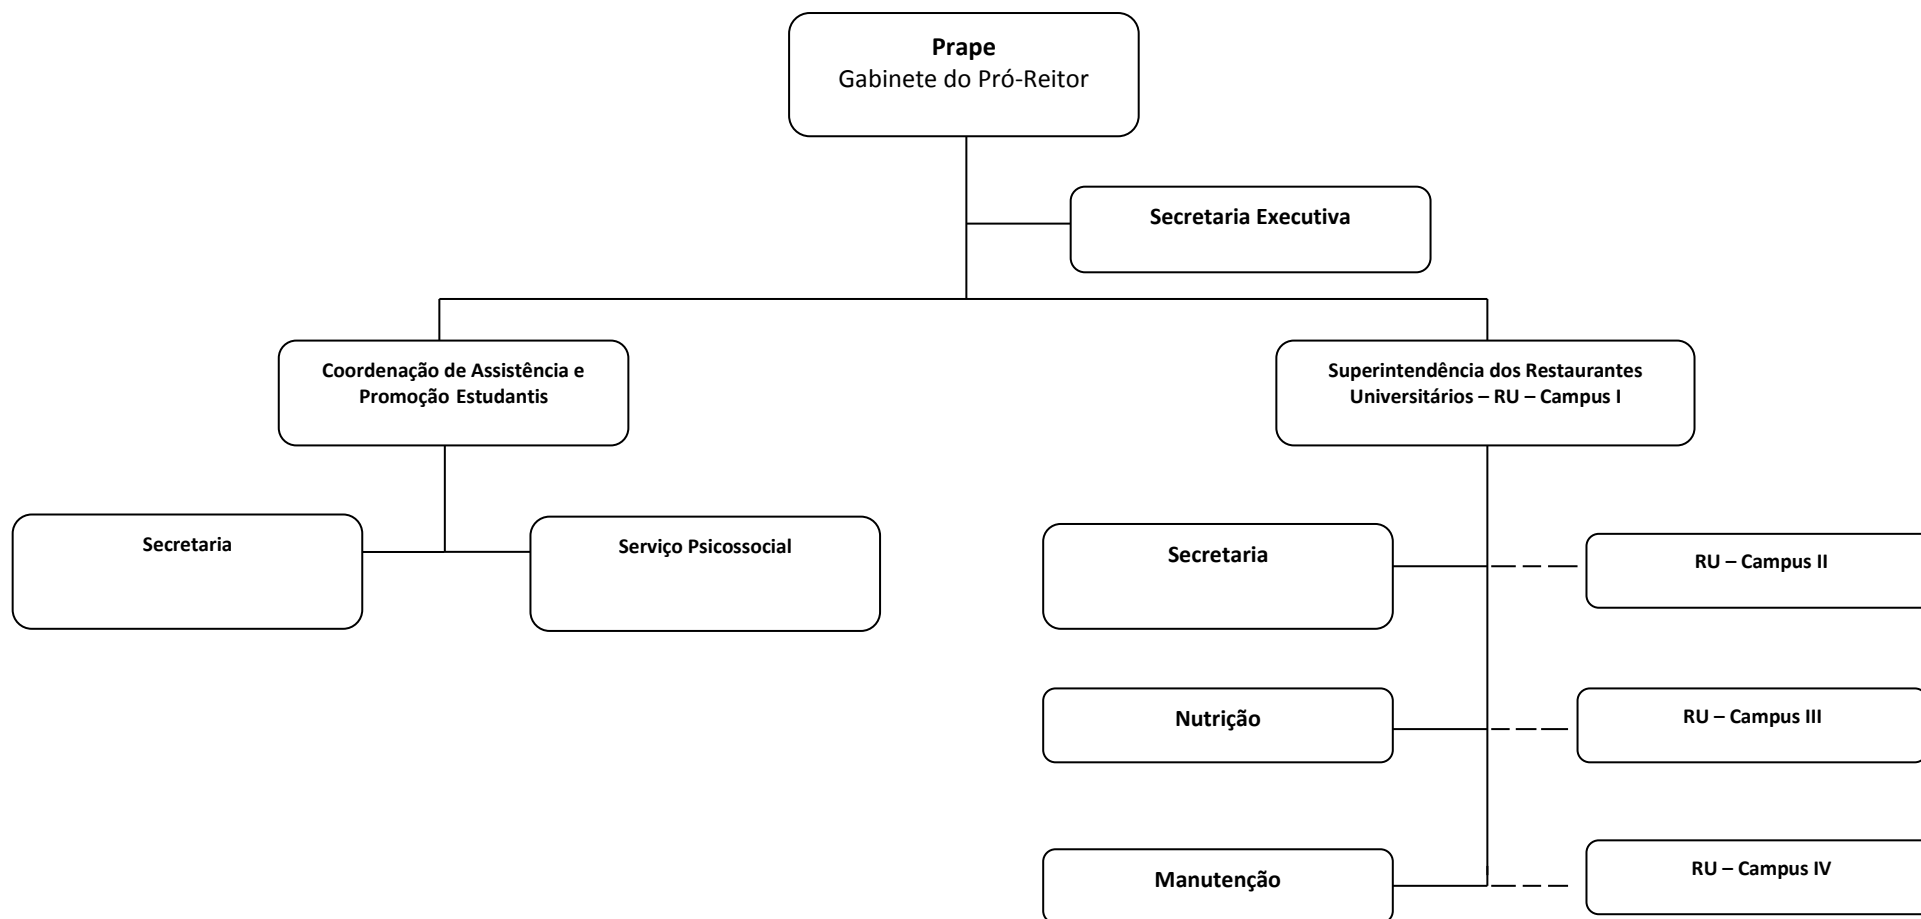 Prape
Gabinete do Pró-Reitor
Secretaria Executiva
Coordenação de Assistência e
Promoção Estudantis
Superintendência dos Restaurantes
Universitários – RU – Campus I
Secretaria
Serviço Psicossocial
Secretaria
RU – Campus II
Nutrição
RU – Campus III
Manutenção
RU – Campus IV